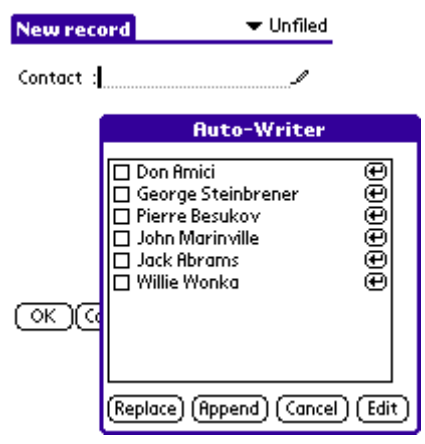 New record
Unfiled
Contact :
Auto-Writer
Don Amici
George Steinbrener
Pierre Besukov
John Marinville
Jack Abrams
Willie Wonka
OK
Replace Append Cancel Edit